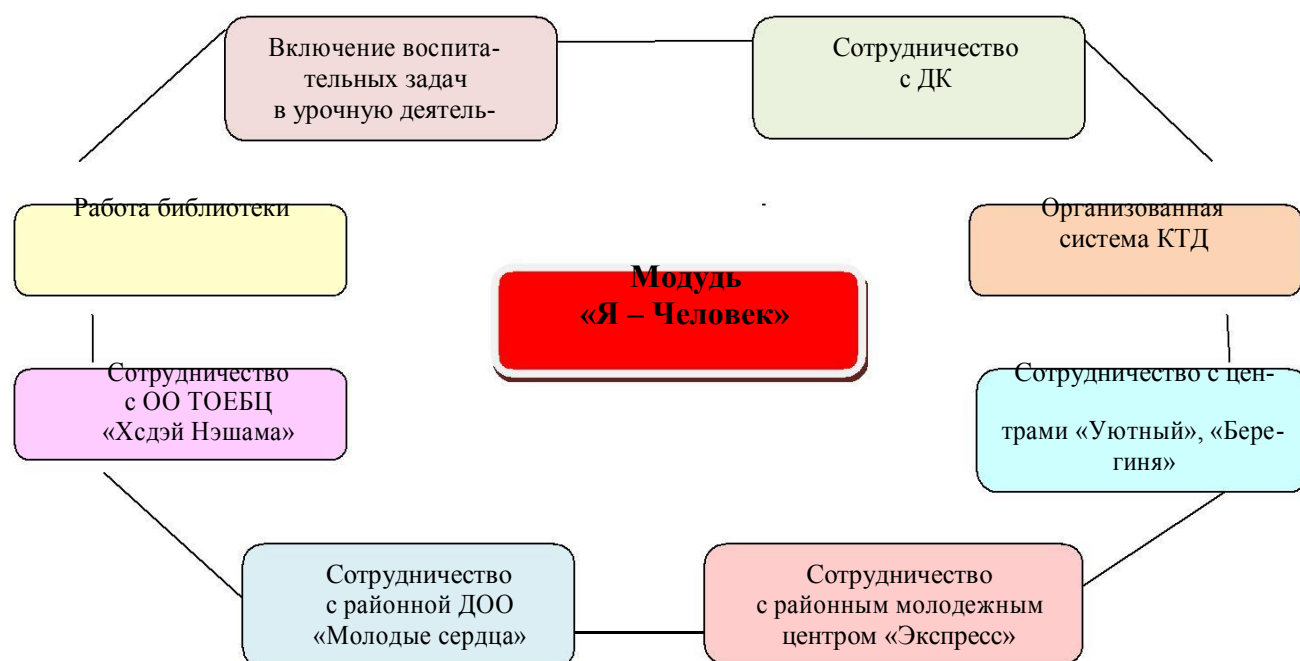 Включение воспита-
тельных задач
в урочную деятель-
Сотрудничество
с ДК
Работа библиотеки
Организованная
система КТД
Модудь
«Я – Человек»
Сотрудничество
с ОО ТОЕБЦ
«Хсдэй Нэшама»
Сотрудничество с цен-
трами «Уютный», «Бере-
гиня»
Сотрудничество
с районной ДОО
«Молодые сердца»
Сотрудничество
с районным молодежным
центром «Экспресс»